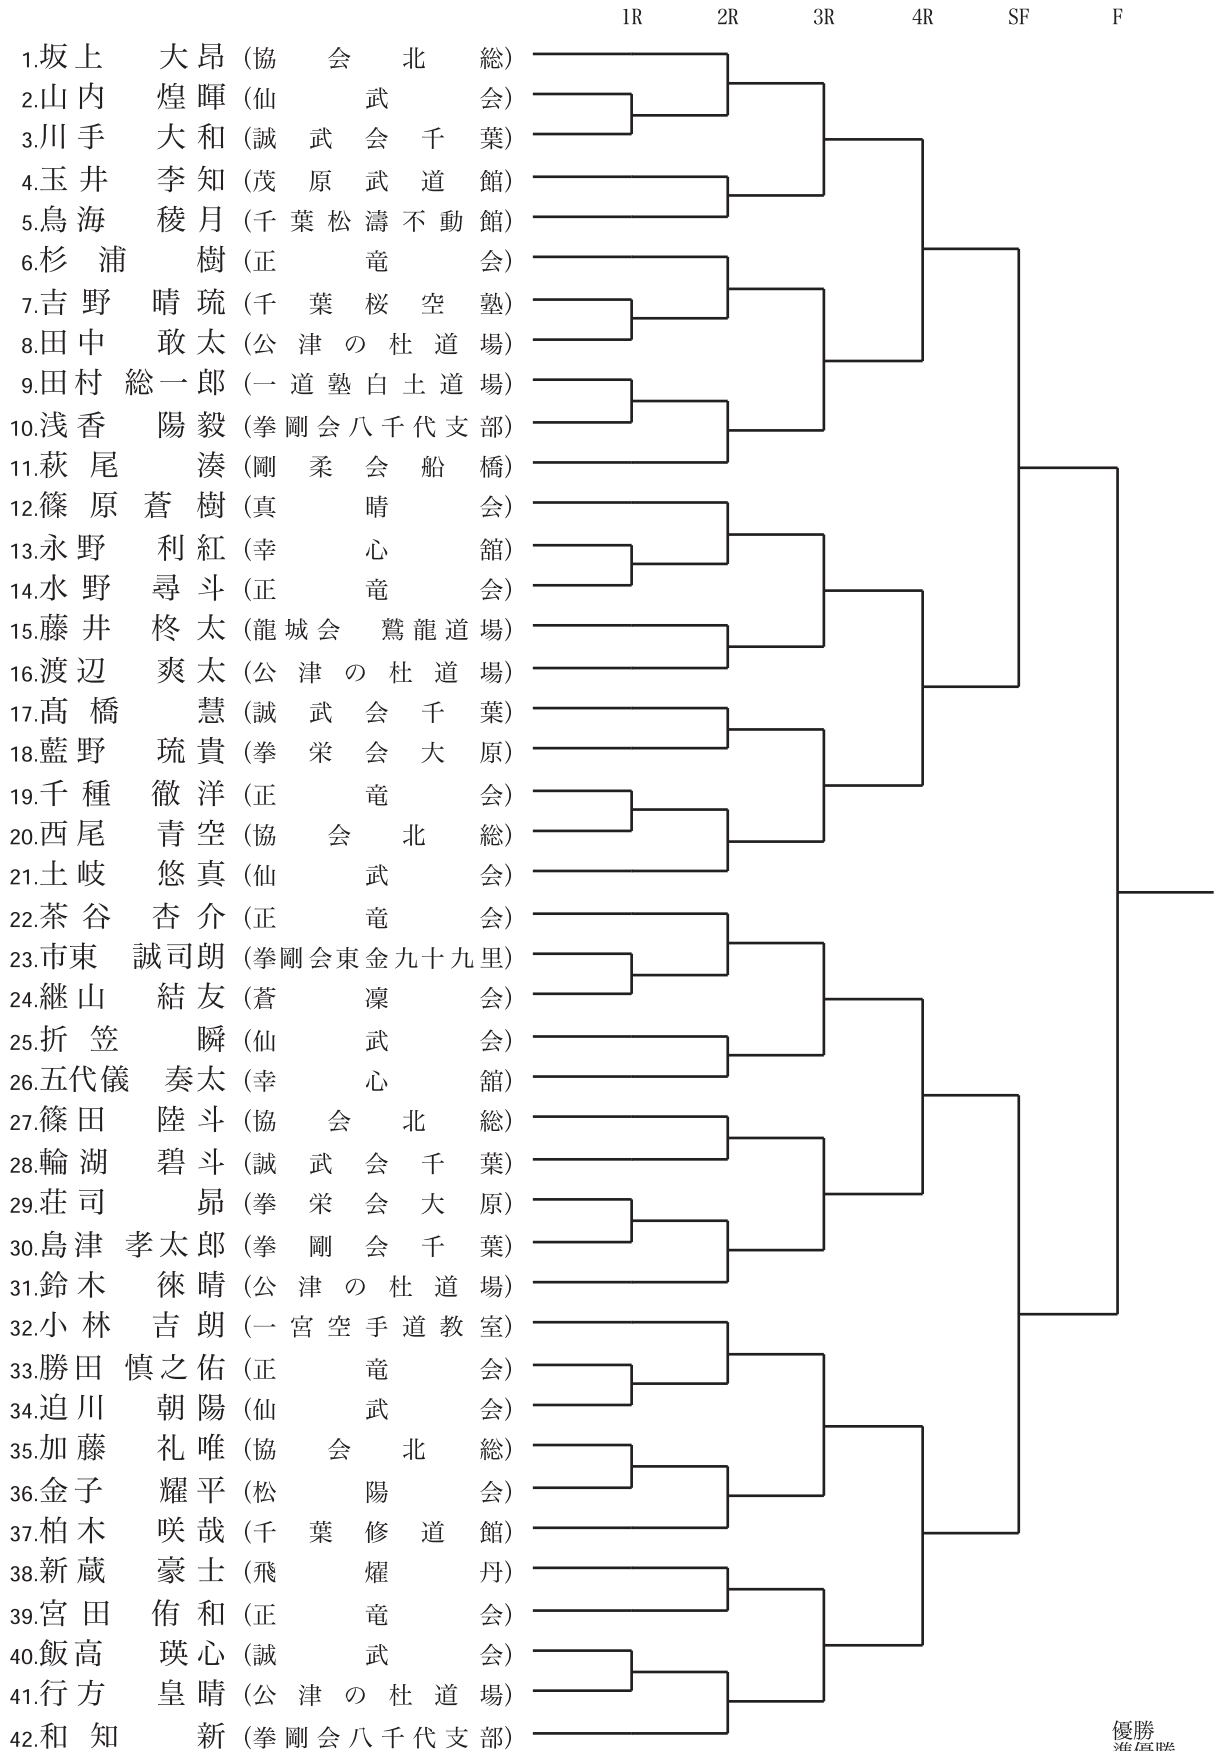 1R 2R 3R 4R SF F
1.坂上 大昂 (協会北総)
2.山内 煌暉 (仙武会)
3.川手 大和 (誠武会千葉)
4.玉井 李知 (茂原武道館)
5.鳥海 稜月 (千葉松濤不動館)
6.杉浦 樹 (正竜会)
7.吉野 晴琉 (千葉桜空塾)
8.田中 敢太 (公津の杜道場)
9.田村 総一郎 (一道塾白土道場)
10.浅香 陽毅 (拳剛会八千代支部)
11.萩尾 湊 (剛柔会船橋)
12.篠原 蒼樹 (真晴会)
13.永野 利紅 (幸心舘)
14.水野 尋斗 (正竜会)
15.藤井 柊太 (龍城会 鷲龍道場)
16.渡辺 爽太 (公津の杜道場)
17.髙橋 慧 (誠武会千葉)
18.藍野 琉貴 (拳栄会大原)
19.千種 徹洋 (正竜会)
20.西尾 青空 (協会北総)
21.土岐 悠真 (仙武会)
22.茶谷 杏介 (正竜会)
23.市東 誠司朗 (拳剛会東金九十九里)
24.継山 結友 (蒼凜会)
25.折笠 瞬 (仙武会)
26.五代儀 奏太 (幸心舘)
27.篠田 陸斗 (協会北総)
28.輪湖 碧斗 (誠武会千葉)
29.荘司 昴 (拳栄会大原)
30.島津 孝太郎 (拳剛会千葉)
31.鈴木 徠晴 (公津の杜道場)
32.小林 吉朗 (一宮空手道教室)
33.勝田 慎之佑 (正竜会)
34.迫川 朝陽 (仙武会)
35.加藤 礼唯 (協会北総)
36.金子 耀平 (松陽会)
37.柏木 咲哉 (千葉修道館)
38.新蔵 豪士 (飛燿丹)
39.宮田 侑和 (正竜会)
40.飯高 瑛心 (誠武会)
41.行方 皇晴 (公津の杜道場)
42.和知 新 (拳剛会八千代支部)
優勝
準優勝